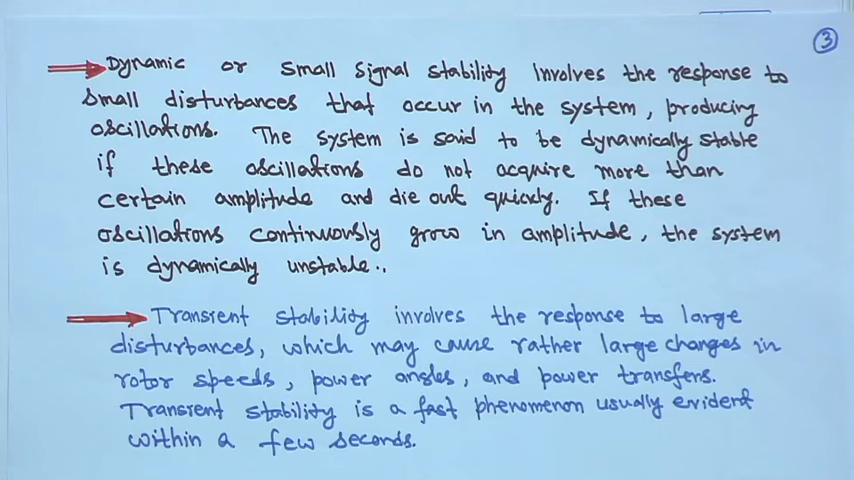 3
Dynamic or small signal stability involves the response to
small disturbances that occur in the system, producing
oscillations. The system is said to be dynamically stable
if these oscillations do not acquire more than
certain amplitude and die out quickly. If these
oscillations continuously grow in amplitude, the system
is dynamically unstable..
Transient stability involves the response to large
disturbances, which may cause rather large changes in
rotor speeds, power angles, and power transfers.
Transient stability is a fast phenomenon usually evident
within a few seconds.